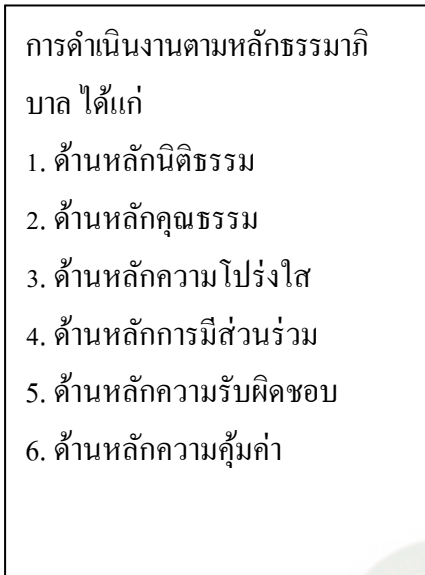 การดำเนินงานตามหลักธรรมาภิ
บาล ได้แก่
1. ด้านหลักนิติธรรม
2. ด้านหลักคุณธรรม
3. ด้านหลักความโปร่งใส
4. ด้านหลักการมีส่วนร่วม
5. ด้านหลักความรับผิดชอบ
6. ด้านหลักความคุ้มค่า